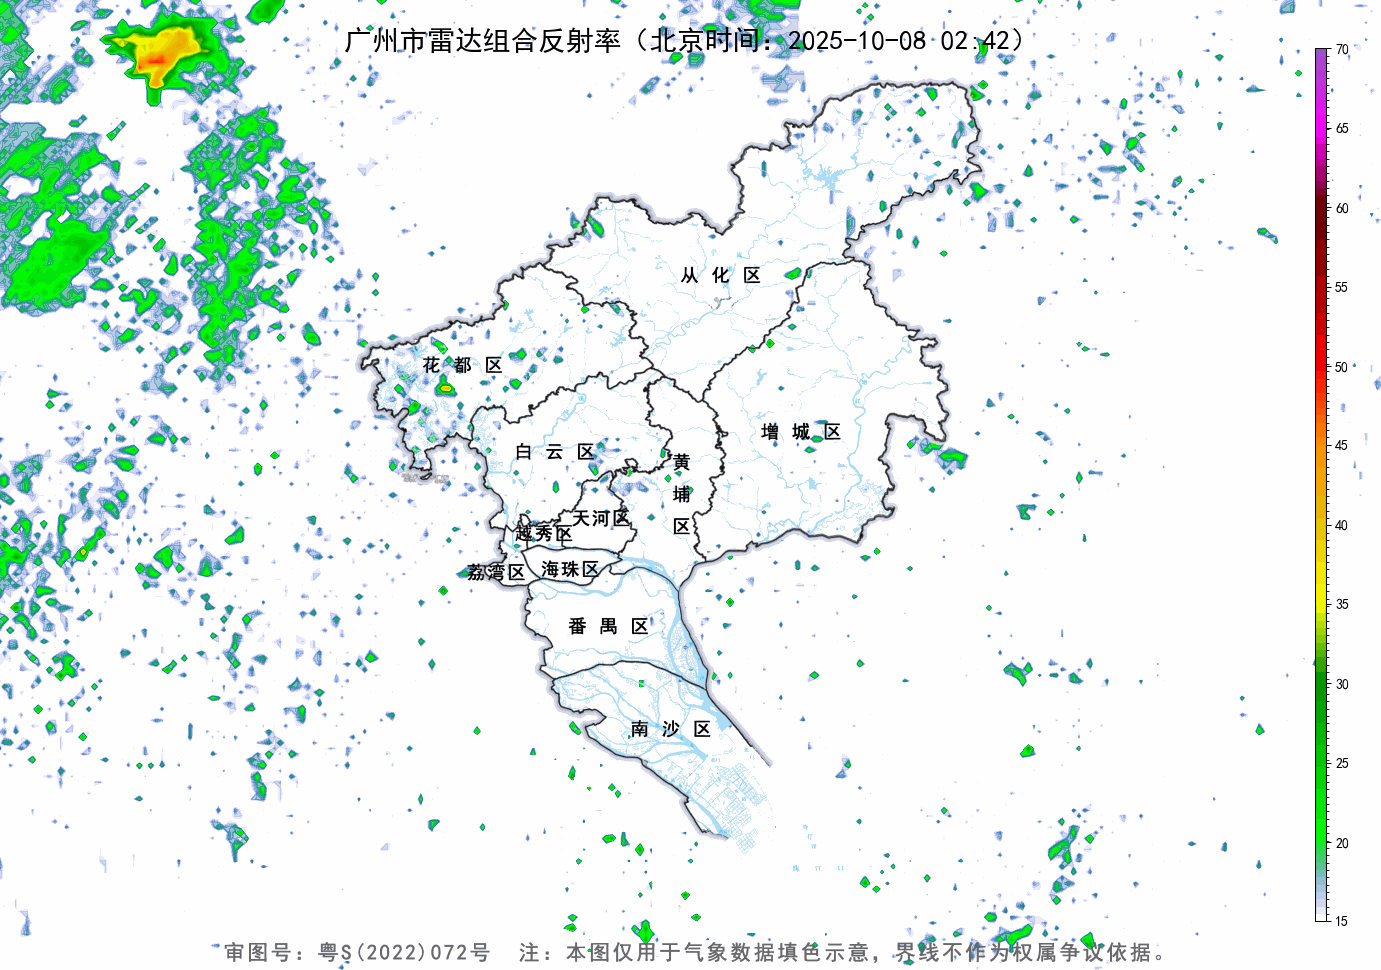 广州市雷达组合反射率（北京时间：2025-10-08 02:42）
70
65
60
55
50
45
40
35
30
25
20
15
从化区
花都区
增城区
白云区
黄埔区
天河区
越秀区
海珠区
荔湾区
番禺区
南沙区
审图号：粤S(2022)072号 注：本图仅用于气象数据填色示意，界线不作为权属争议依据。